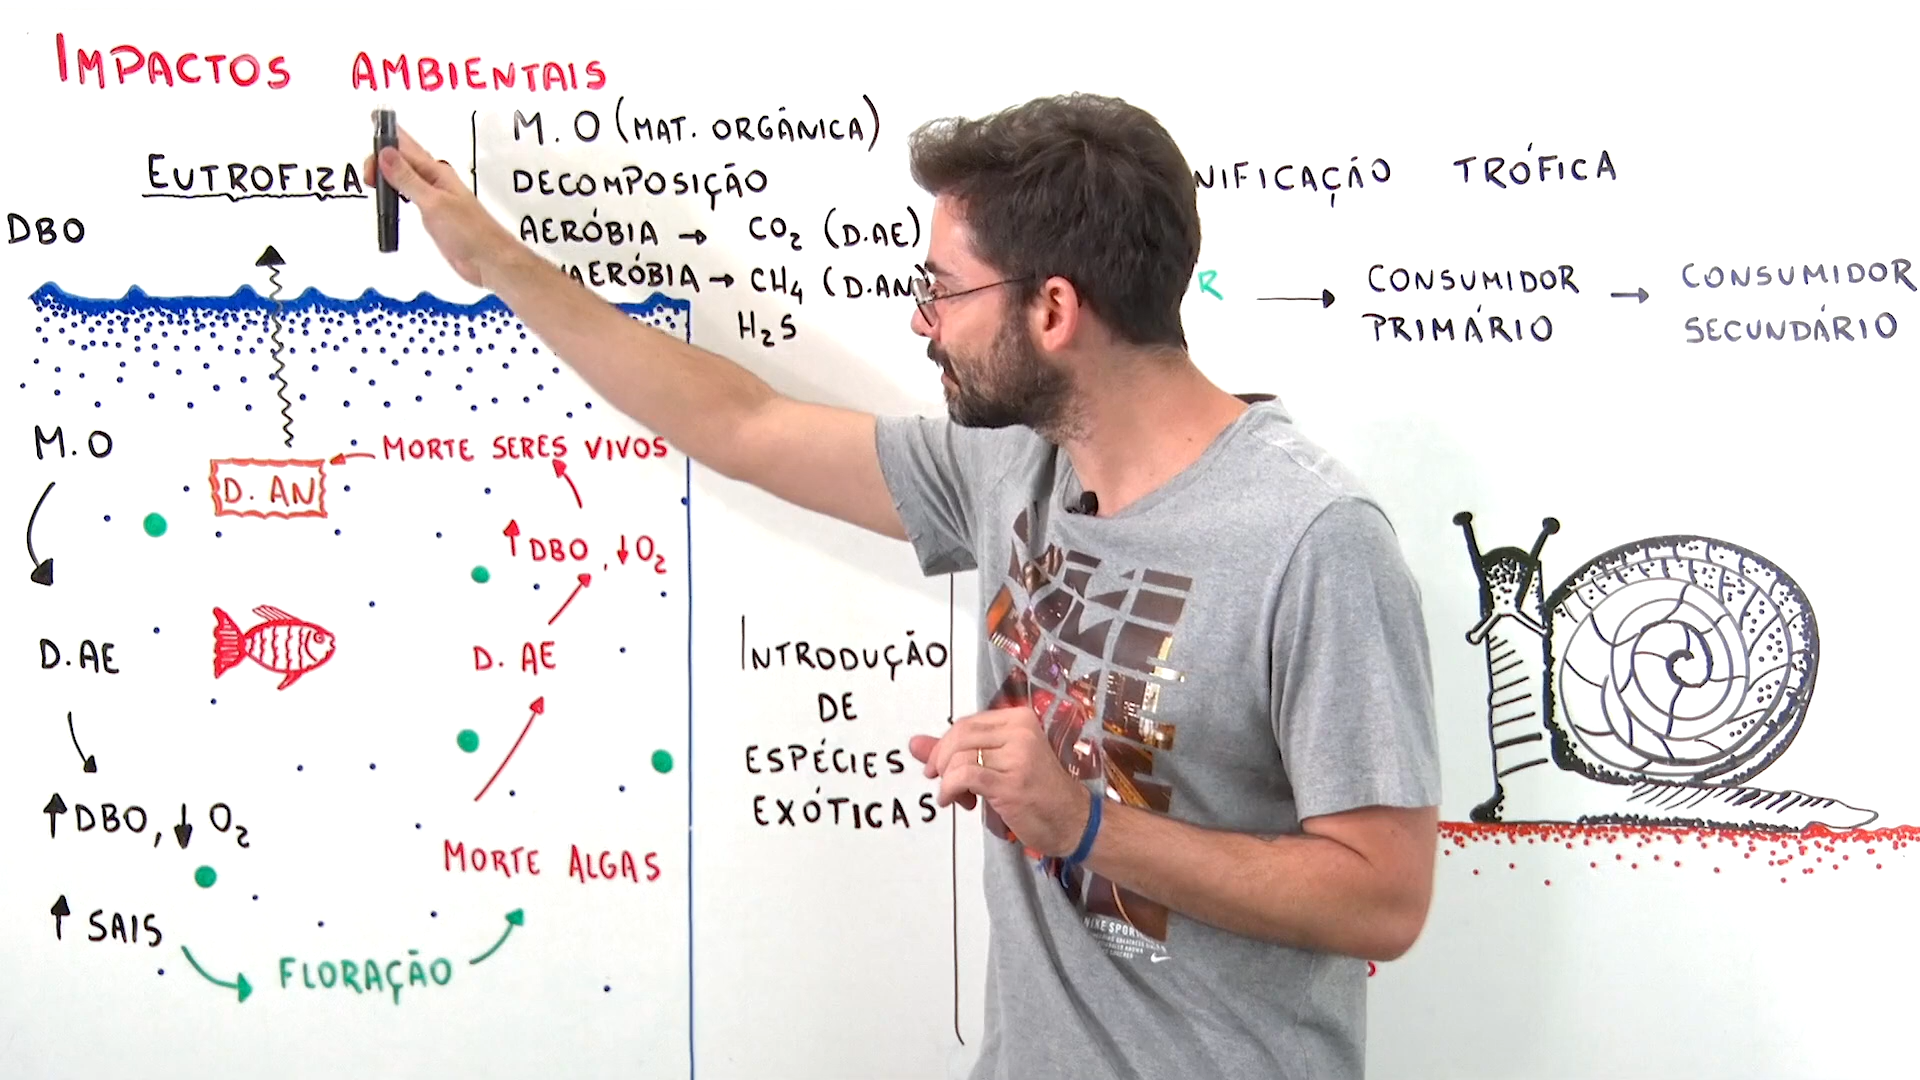 IMPACTOS AMBIENTAIS
EUTROFIZA
M.O (MAT. ORGÂNICA)
DECOMPOSIÇÃO
AERÓBIA → CO₂ (D.AE)
AERÓBIA → CH₄ (D.AN)
H₂S
DBO
M.O
D.AE
↑DBO, ↓O₂
↑ SAIS
FLORAÇÃO
MORTE ALGAS
D. AE
↑DBO, ↓O₂
MORTE SERES VIVOS
D. AN
NIFICAÇÃO TRÓFICA
R → CONSUMIDOR PRIMÁRIO → CONSUMIDOR SECUNDÁRIO
INTRODUÇÃO
DE
ESPÉCIES
EXÓTICAS